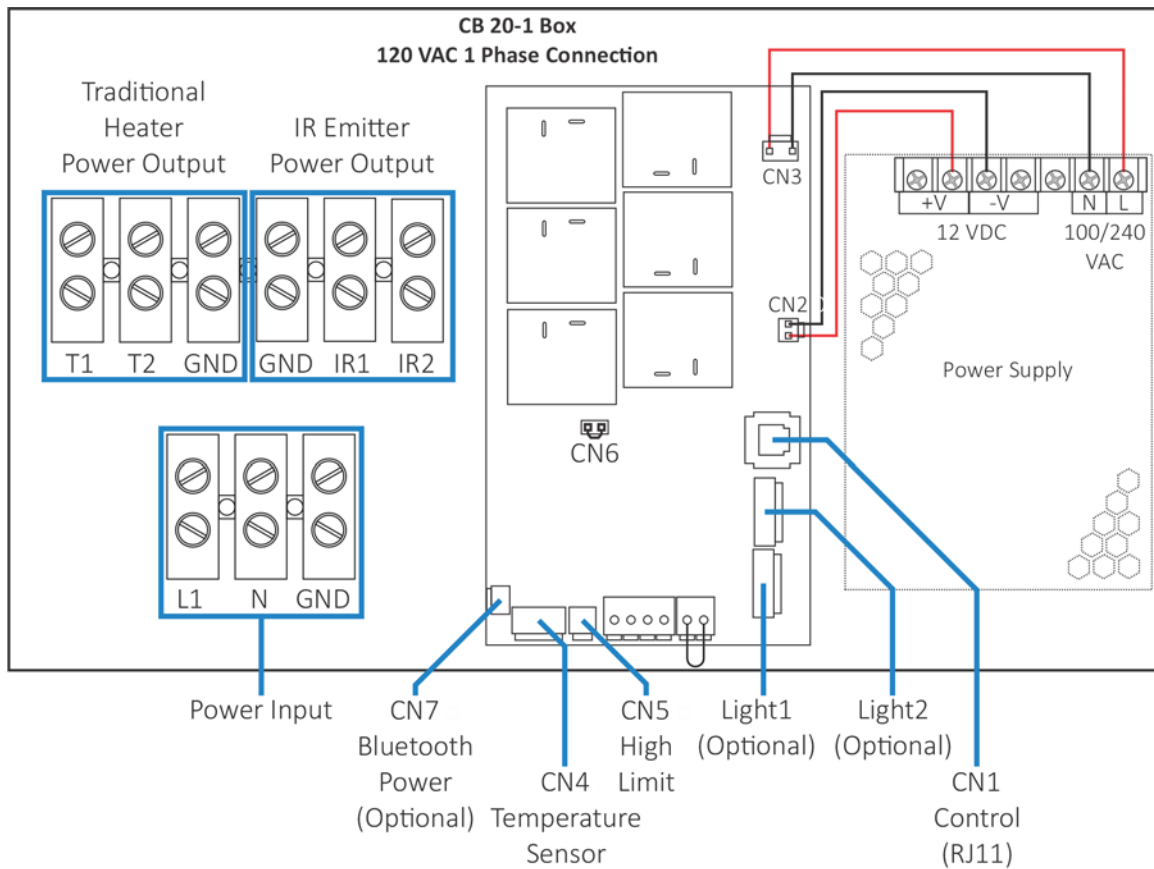 CB 20-1 Box
120 VAC 1 Phase Connection
Traditional
Heater
Power Output
IR Emitter
Power Output
T1 T2 GND
GND IR1 IR2
L1 N GND
Power Input
CN3
CN2
CN6
+V -V N L
12 VDC
100/240
VAC
Power Supply
CN7
Bluetooth
Power
(Optional)
CN4
Temperature
Sensor
CN5
High
Limit
Light1
(Optional)
Light2
(Optional)
CN1
Control
(RJ11)